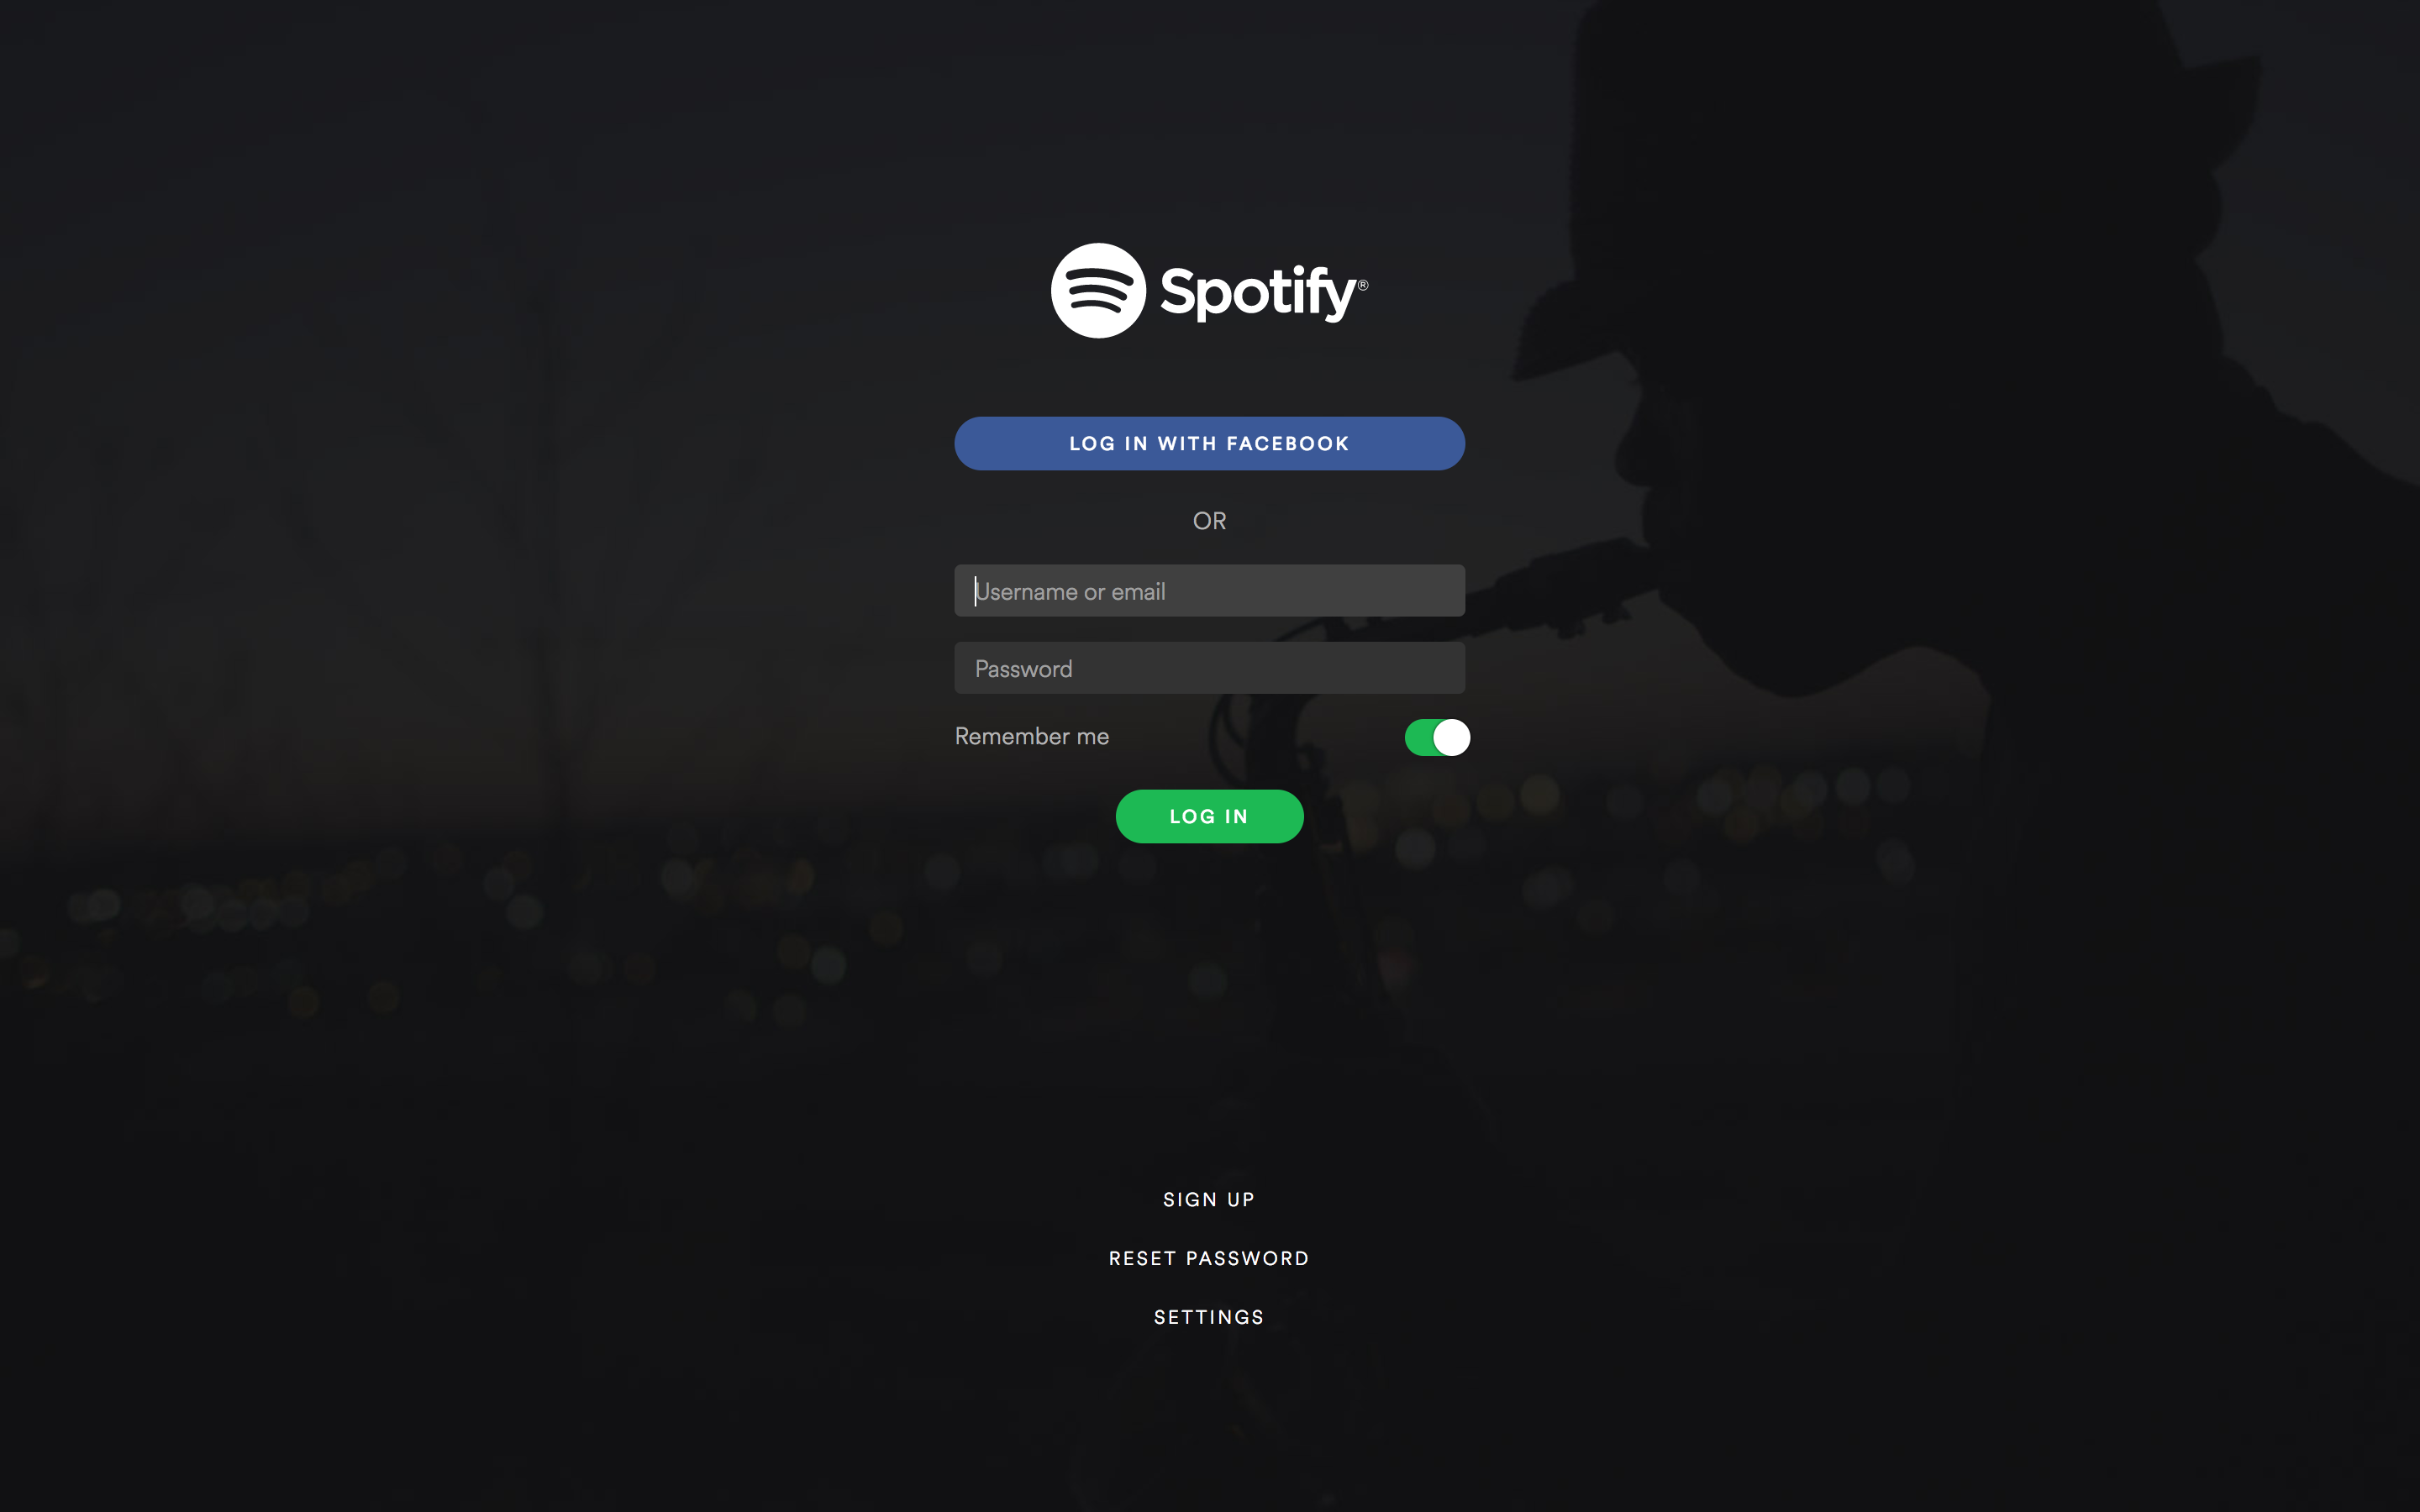 Spotify®
LOG IN WITH FACEBOOK
OR
Username or email
Password
Remember me
LOG IN
SIGN UP
RESET PASSWORD
SETTINGS